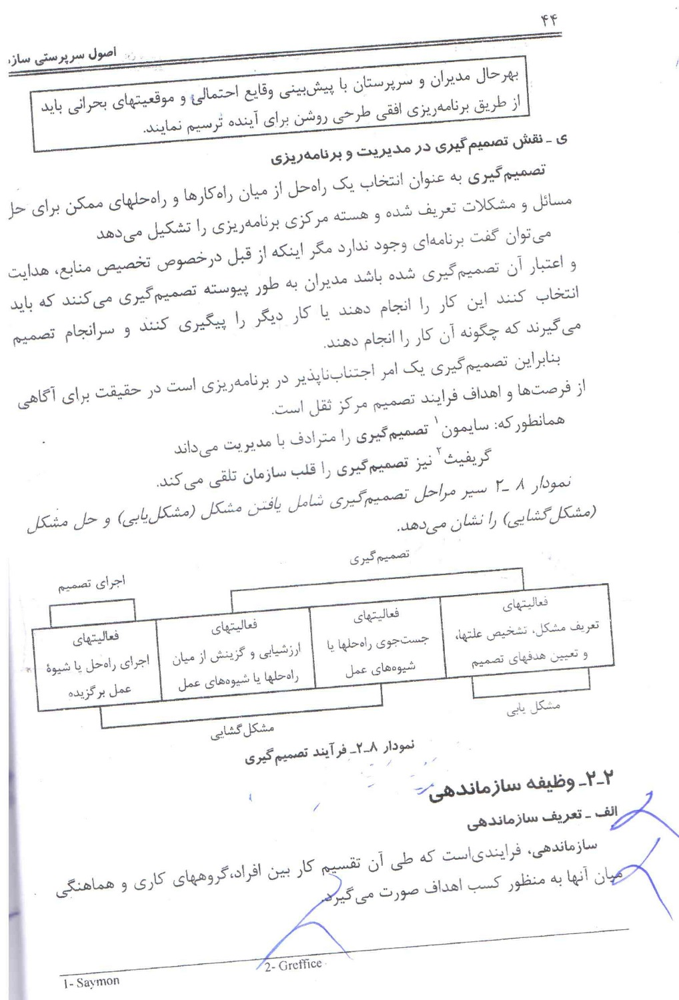 ۴۴
اصول سرپرستی
بهرحال مدیران و سرپرستان با پیش‌بینی وقایع احتمالی و موقعیتهای بحرانی باید
از طریق برنامه‌ریزی افقی طرحی روشن برای آینده ترسیم نمایند.
ی ـ نقش تصمیم‌گیری در مدیریت و برنامه‌ریزی
تصمیم‌گیری به عنوان انتخاب یک راه‌حل از میان راه‌کارها و راه‌حلهای ممکن برای حل
مسائل و مشکلات تعریف شده و هسته مرکزی برنامه‌ریزی را تشکیل می‌دهد
می‌توان گفت برنامه‌ای وجود ندارد مگر اینکه از قبل درخصوص تخصیص منابع، هدایت
و اعتبار آن تصمیم‌گیری شده باشد مدیران به طور پیوسته تصمیم‌گیری می‌کنند که باید
انتخاب کنند این کار را انجام دهند یا کار دیگر را پیگیری کنند و سرانجام تصمیم
می‌گیرند که چگونه آن کار را انجام دهند.
بنابراین تصمیم‌گیری یک امر اجتناب‌ناپذیر در برنامه‌ریزی است در حقیقت برای آگاهی
از فرصت‌ها و اهداف فرایند تصمیم مرکز ثقل است.
همانطور که: سایمون۱ تصمیم‌گیری را مترادف با مدیریت می‌داند
گریفیث۲ نیز تصمیم‌گیری را قلب سازمان تلقی می‌کند.
نمودار ۸ ـ۲ سیر مراحل تصمیم‌گیری شامل یافتن مشکل (مشکل‌یابی) و حل مشکل
(مشکل‌گشایی) را نشان می‌دهد.
تصمیم‌گیری
اجرای تصمیم
فعالیتهای
تعریف مشکل، تشخیص علتها،
و تعیین هدفهای تصمیم
فعالیتهای
جست‌جوی راه‌حلها یا
شیوه‌های عمل
فعالیتهای
ارزشیابی و گزینش از میان
راه‌حلها یا شیوه‌های عمل
فعالیتهای
اجرای راه‌حل یا شیوهٔ
عمل برگزیده
مشکل یابی
مشکل‌گشایی
نمودار ۸ـ۲ـ فرآیند تصمیم‌گیری
۲ـ۲ـ وظیفه سازماندهی
الف ـ تعریف سازماندهی
سازماندهی، فرایندی‌است که طی آن تقسیم کار بین افراد،گروههای کاری و هماهنگی
میان آنها به منظور کسب اهداف صورت می‌گیرد.
1- Saymon
2- Greffice